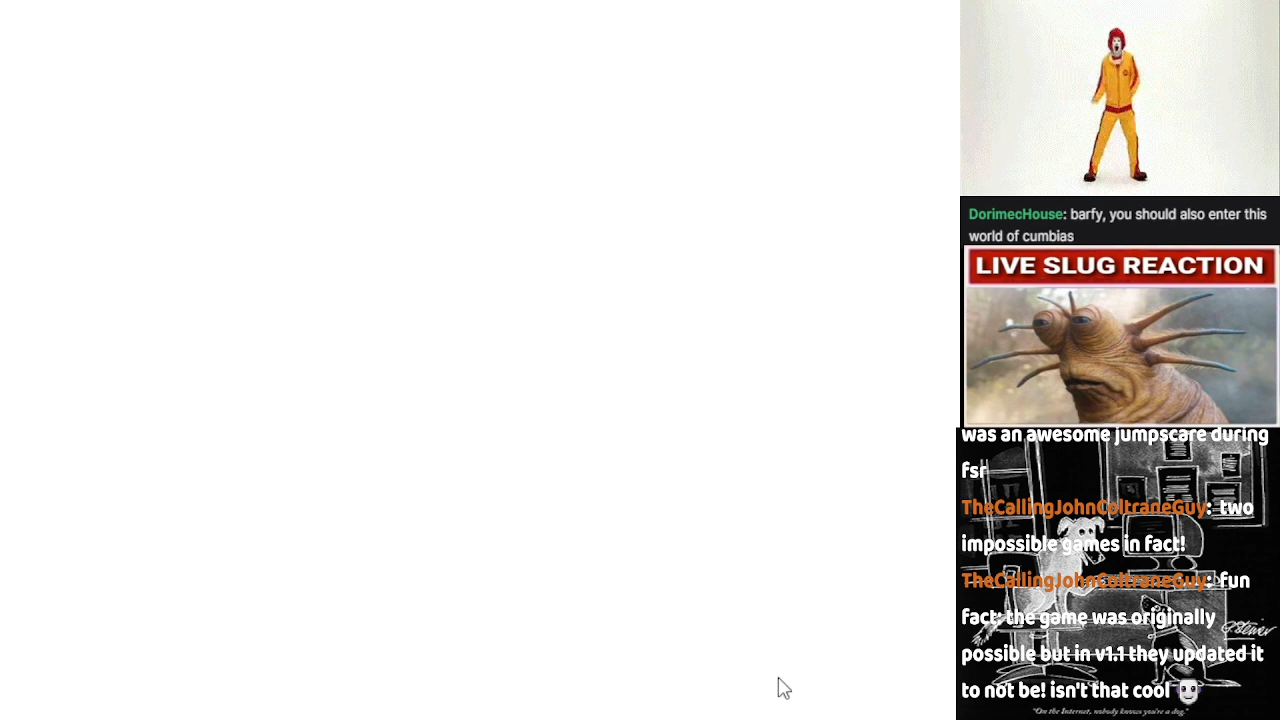 DorimecHouse: barfy, you should also enter this
world of cumbias
LIVE SLUG REACTION
was an awesome jumpscare during
fsr
TheCallingJohnColtraneGuy: two
impossible games in fact!
TheCallingJohnColtraneGuy: fun
fact: the game was originally
possible but in v1.1 they updated it
to not be! isn't that cool
P. Steiner
"On the Internet, nobody knows you're a dog."